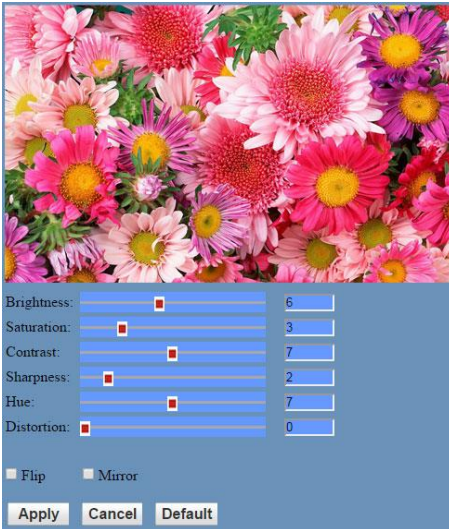 Brightness: 6
Saturation: 3
Contrast: 7
Sharpness: 2
Hue: 7
Distortion: 0
Flip Mirror
Apply Cancel Default